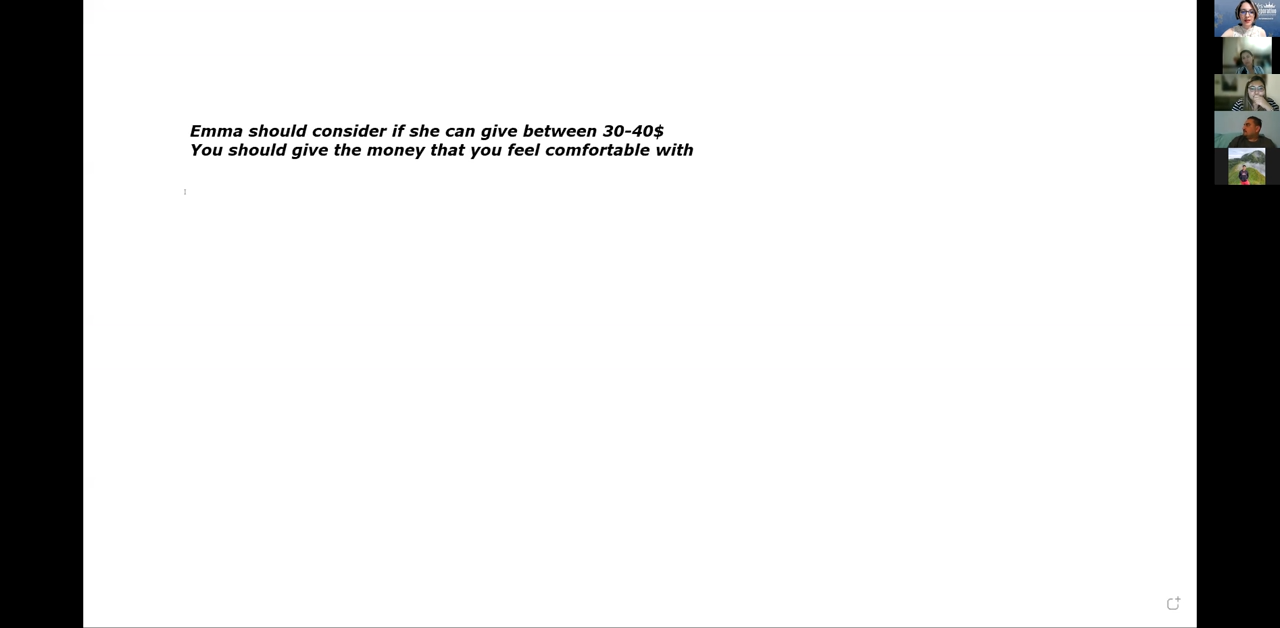 Emma should consider if she can give between 30-40$
You should give the money that you feel comfortable with